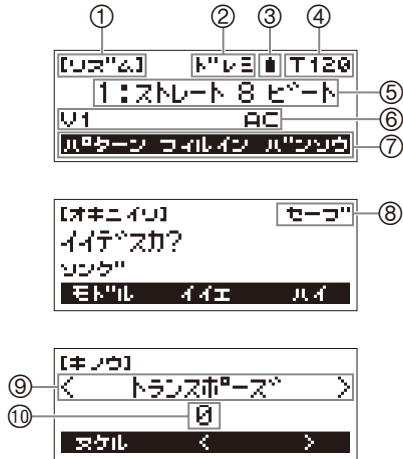 ① ② ③ ④
[リズム] ドレミ T120
1:ストレート 8 ビート ⑤
V1 AC ⑥
パターン フィルイン バンソウ ⑦
[オキニイリ] セーブ ⑧
イイデスカ?
ソング
モドル イイエ ハイ
[キノウ]
⑨ < トランスポーズ >
⑩ 0
ヌケル < >